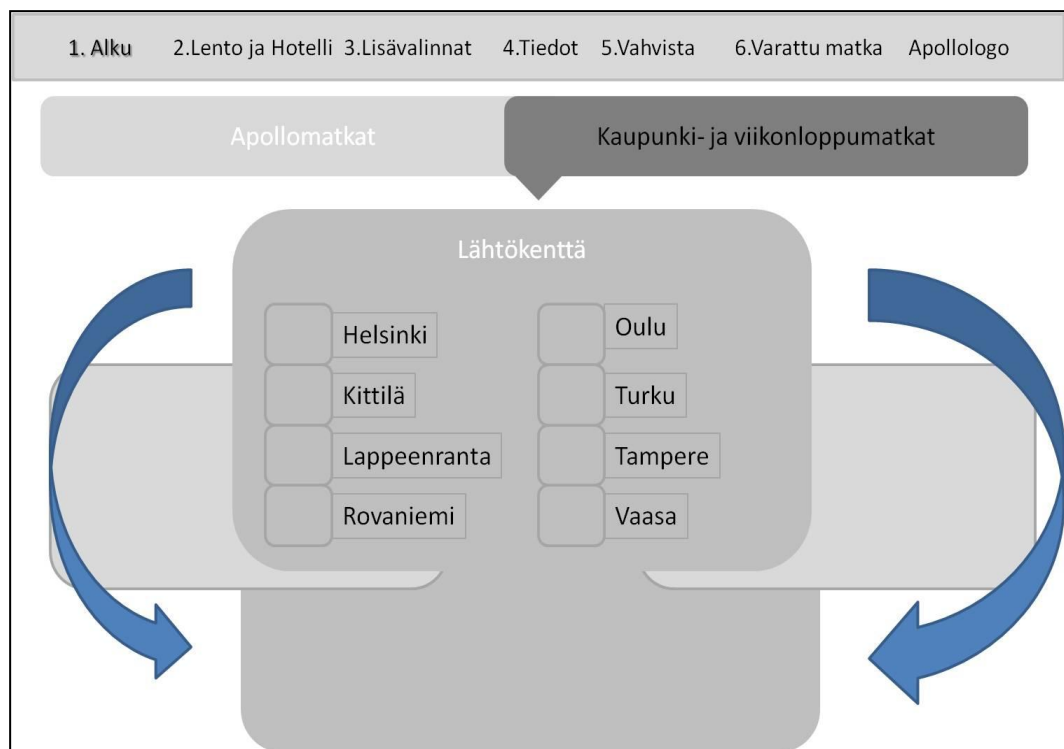 1. Alku 2.Lento ja Hotelli 3.Lisävalinnat 4.Tiedot 5.Vahvista 6.Varattu matka Apollologo
Apollomatkat Kaupunki- ja viikonloppumatkat
Lähtökenttä
Helsinki Oulu
Kittilä Turku
Lappeenranta Tampere
Rovaniemi Vaasa